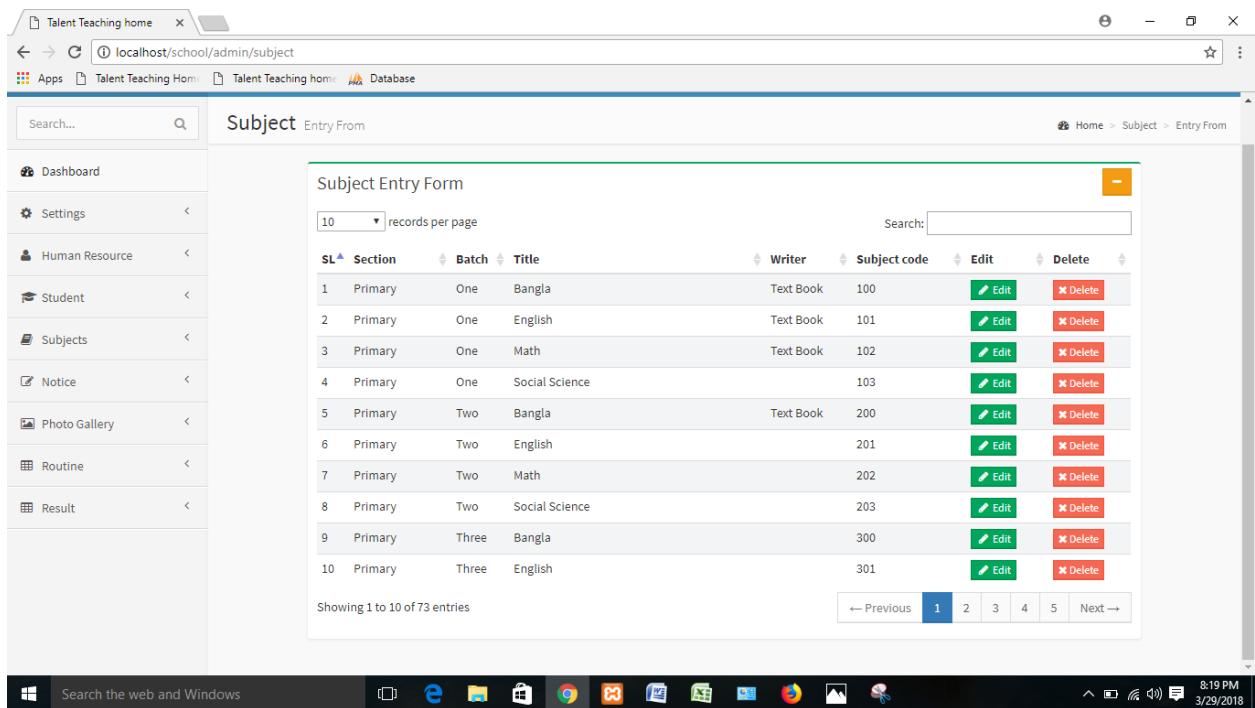 Talent Teaching home
localhost/school/admin/subject
Apps Talent Teaching Hom Talent Teaching home PMA Database
Search...
Subject Entry From
Home > Subject > Entry From
Dashboard
Settings
Human Resource
Student
Subjects
Notice
Photo Gallery
Routine
Result
Subject Entry Form
10 records per page Search:
SL Section Batch Title Writer Subject code Edit Delete
1 Primary One Bangla Text Book 100 Edit Delete
2 Primary One English Text Book 101 Edit Delete
3 Primary One Math Text Book 102 Edit Delete
4 Primary One Social Science 103 Edit Delete
5 Primary Two Bangla Text Book 200 Edit Delete
6 Primary Two English 201 Edit Delete
7 Primary Two Math 202 Edit Delete
8 Primary Two Social Science 203 Edit Delete
9 Primary Three Bangla 300 Edit Delete
10 Primary Three English 301 Edit Delete
Showing 1 to 10 of 73 entries
← Previous 1 2 3 4 5 Next →
Search the web and Windows
8:19 PM
3/29/2018